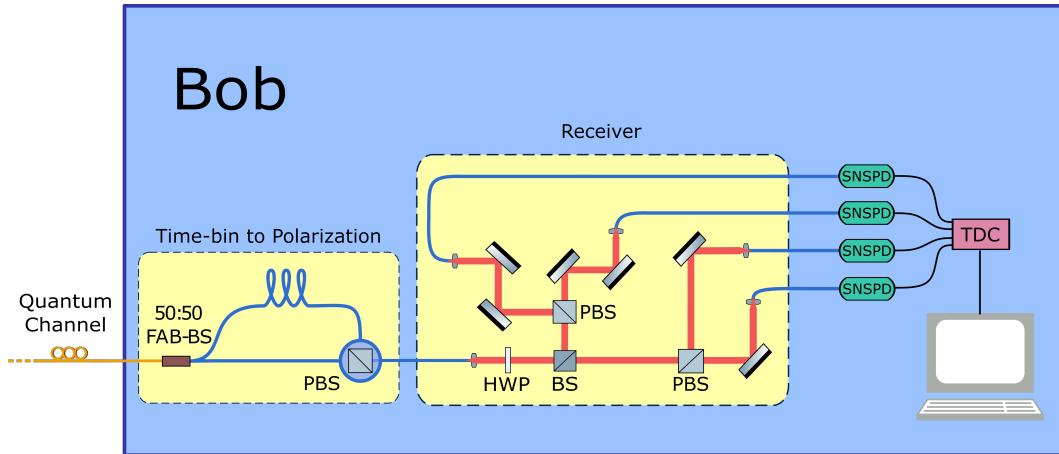 Bob
Receiver
SNSPD
SNSPD
SNSPD
SNSPD
TDC
Time-bin to Polarization
Quantum
Channel
50:50
FAB-BS
PBS
HWP
BS
PBS
PBS